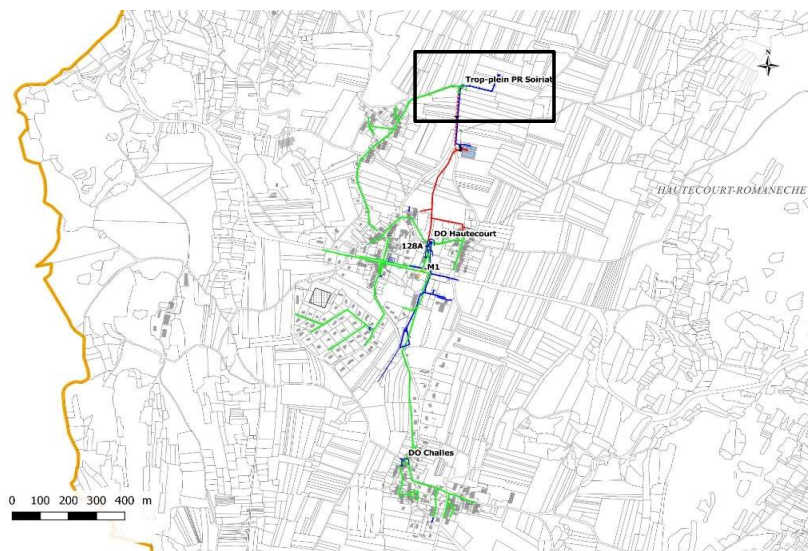 N
Trop-plein PR Soiriat
HAUTECOURT-ROMANECHE
DO Hautecourt
128A
M1
DO Challes
0 100 200 300 400 m